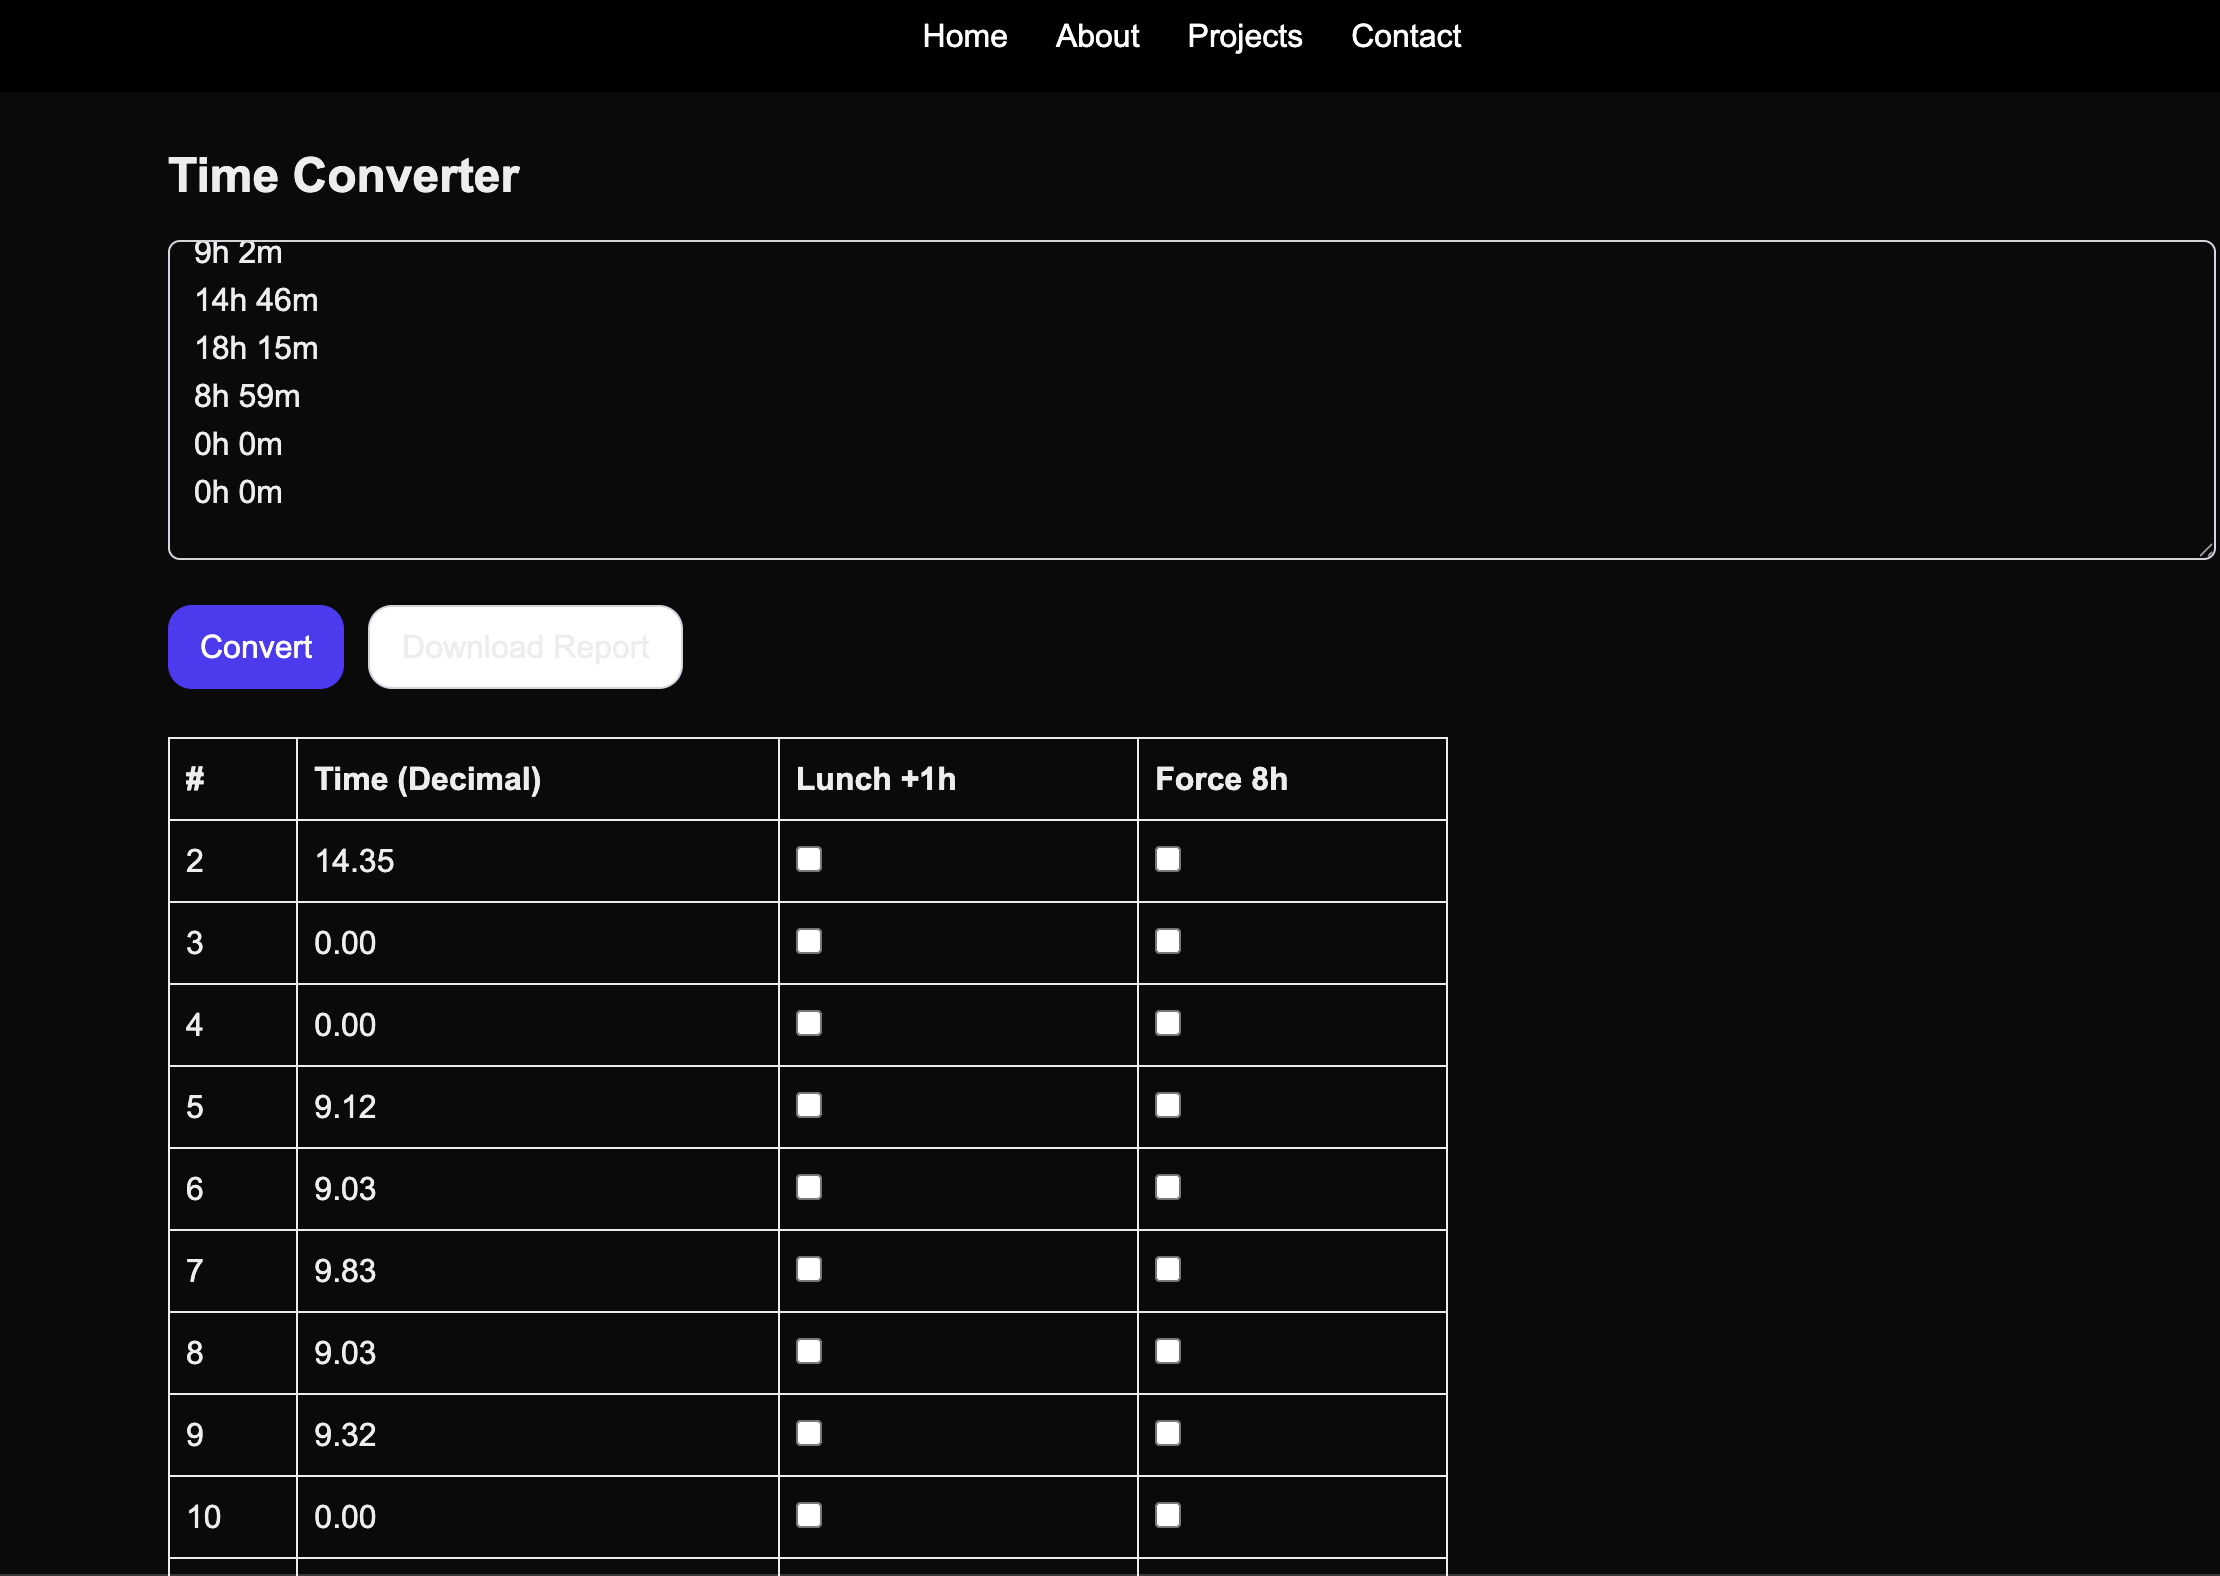 Home About Projects Contact
Time Converter
9h 2m
14h 46m
18h 15m
8h 59m
0h 0m
0h 0m
Convert Download Report
# Time (Decimal) Lunch +1h Force 8h
2 14.35
3 0.00
4 0.00
5 9.12
6 9.03
7 9.83
8 9.03
9 9.32
10 0.00